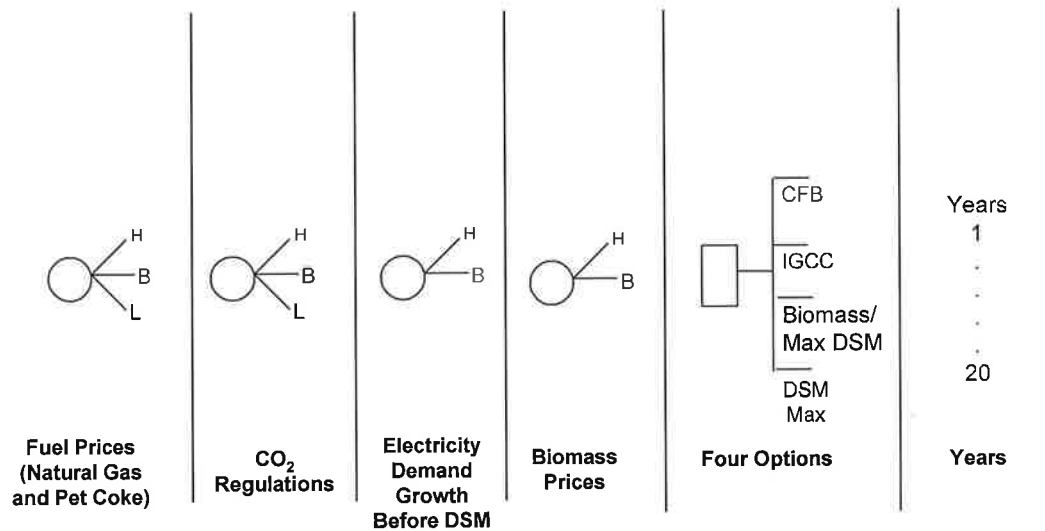 H
B
L
Fuel Prices
(Natural Gas
and Pet Coke)
H
B
L
CO₂
Regulations
H
B
Electricity
Demand
Growth
Before DSM
H
B
Biomass
Prices
CFB
IGCC
Biomass/
Max DSM
DSM
Max
Four Options
Years
1
.
.
.
.
20
Years